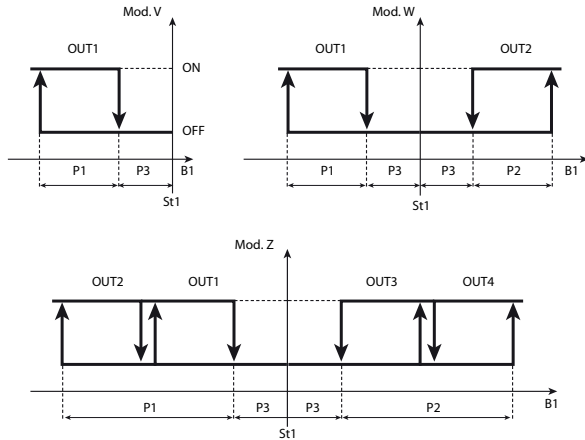 Mod. V
OUT1
ON
OFF
P1 P3 B1
St1
Mod. W
OUT1 OUT2
P1 P3 P3 P2 B1
St1
Mod. Z
OUT2 OUT1 OUT3 OUT4
P1 P3 P3 P2 B1
St1